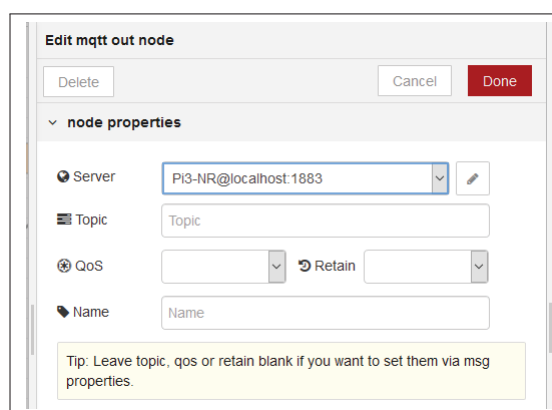 Edit mqtt out node
Delete Cancel Done
node properties
Server Pi3-NR@localhost:1883
Topic Topic
QoS Retain
Name Name
Tip: Leave topic, qos or retain blank if you want to set them via msg
properties.